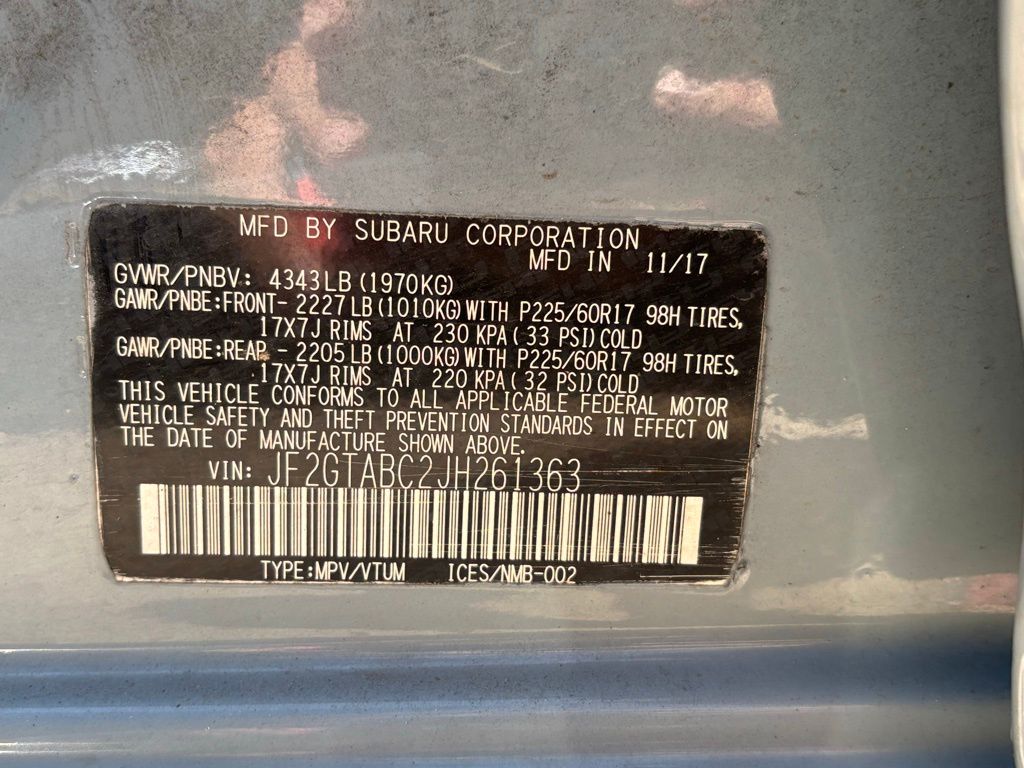 MFD BY SUBARU CORPORATION
MFD IN 11/17
GVWR/PNBV: 4343LB (1970KG)
GAWR/PNBE:FRONT- 2227LB (1010KG)WITH P225/60R17 98H TIRES,
17X7J RIMS AT 230 KPA( 33 PSI)COLD
GAWR/PNBE:REAR - 2205LB (1000KG)WITH P225/60R17 98H TIRES,
17X7J RIMS AT 220 KPA( 32 PSI)COLD
THIS VEHICLE CONFORMS TO ALL APPLICABLE FEDERAL MOTOR
VEHICLE SAFETY AND THEFT PREVENTION STANDARDS IN EFFECT ON
THE DATE OF MANUFACTURE SHOWN ABOVE.
VIN: JF2GTABC2JH261363
TYPE:MPV/VTUM ICES/NMB-002